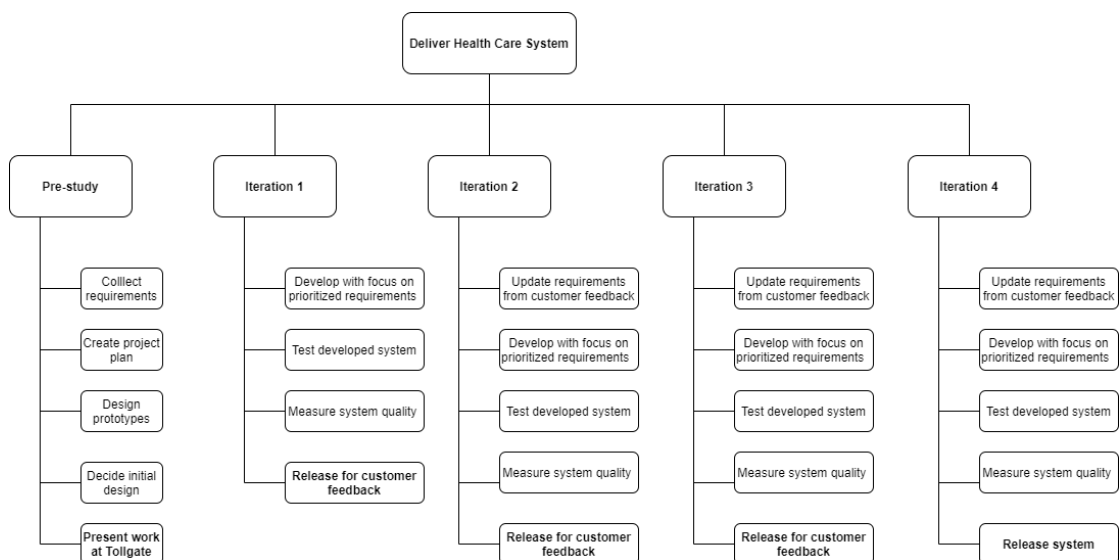 Deliver Health Care System
Pre-study
Iteration 1
Iteration 2
Iteration 3
Iteration 4
Colllect
requirements
Create project
plan
Design
prototypes
Decide initial
design
Present work
at Tollgate
Develop with focus on
prioritized requirements
Test developed system
Measure system quality
Release for customer
feedback
Update requirements
from customer feedback
Develop with focus on
prioritized requirements
Test developed system
Measure system quality
Release for customer
feedback
Update requirements
from customer feedback
Develop with focus on
prioritized requirements
Test developed system
Measure system quality
Release for customer
feedback
Update requirements
from customer feedback
Develop with focus on
prioritized requirements
Test developed system
Measure system quality
Release system